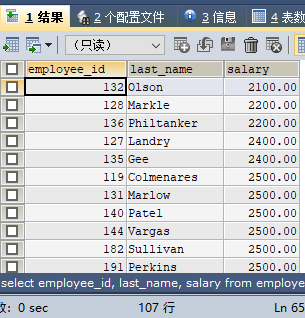 1 结果 2 个配置文件 3 信息 4 表数
（只读）
employee_id last_name salary
132 Olson 2100.00
128 Markle 2200.00
136 Philtanker 2200.00
127 Landry 2400.00
135 Gee 2400.00
119 Colmenares 2500.00
131 Marlow 2500.00
140 Patel 2500.00
144 Vargas 2500.00
182 Sullivan 2500.00
191 Perkins 2500.00
select employee_id, last_name, salary from employe
: 0 sec 107 行 Ln 65